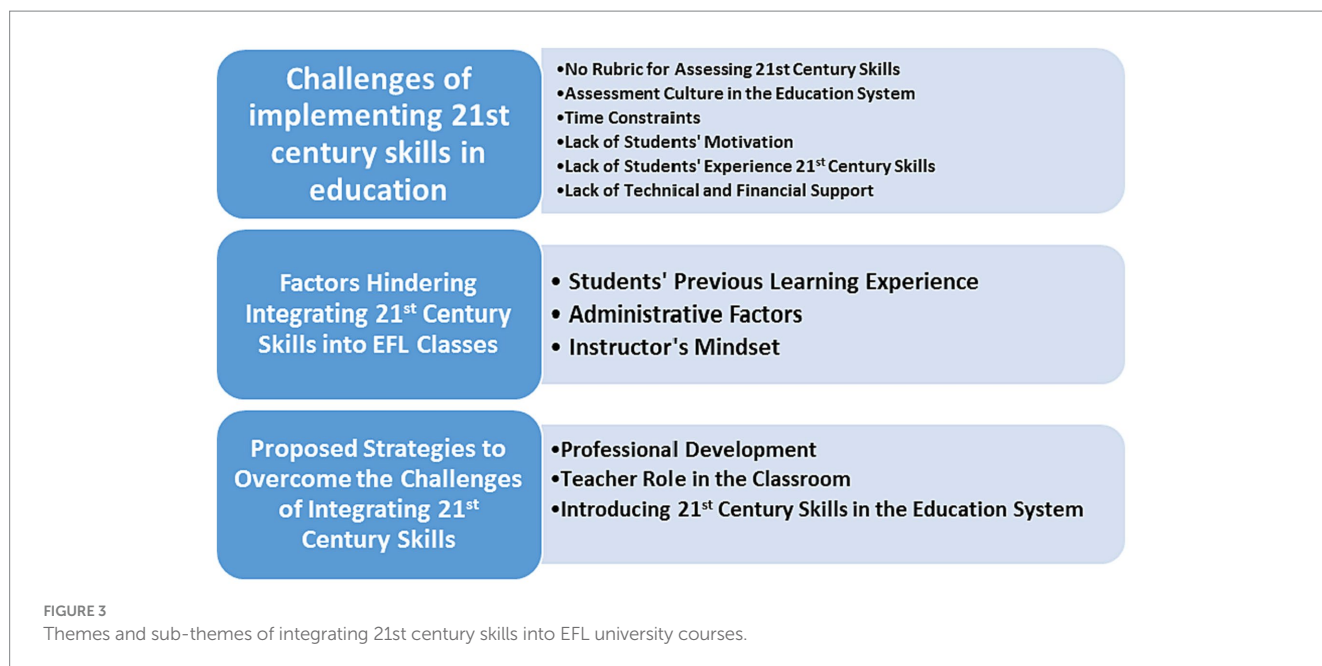 Challenges of
implementing 21st
century skills in
education
•No Rubric for Assessing 21st Century Skills
•Assessment Culture in the Education System
•Time Constraints
•Lack of Students' Motivation
•Lack of Students' Experience 21st Century Skills
•Lack of Technical and Financial Support
Factors Hindering
Integrating 21st Century
Skills into EFL Classes
• Students' Previous Learning Experience
• Administrative Factors
• Instructor's Mindset
Proposed Strategies to
Overcome the Challenges
of Integrating 21st
Century Skills
•Professional Development
•Teacher Role in the Classroom
•Introducing 21st Century Skills in the Education System
FIGURE 3
Themes and sub-themes of integrating 21st century skills into EFL university courses.